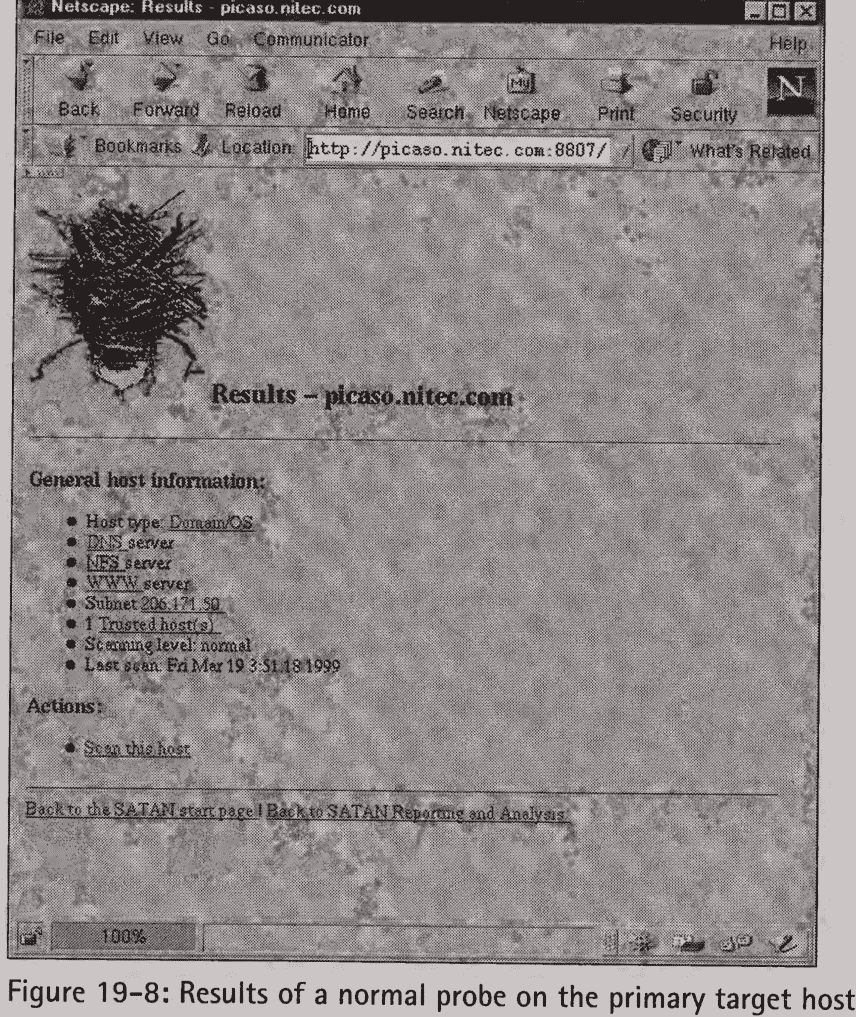 Netscape: Results - picaso.nitec.com
File Edit View Go Communicator Help
Back Forward Reload Home Search Netscape Print Security
My
N
Bookmarks Location: http://picaso.nitec.com:8807/ What's Related
Results – picaso.nitec.com
General host information:
Host type: Domain/OS
DNS server
NFS server
WWW server
Subnet 206.171.50
1 Trusted host(s)
Scanning level: normal
Last scan: Fri Mar 19 3:51:18 1999
Actions:
Scan this host
Back to the SATAN start page | Back to SATAN Reporting and Analysis
100%
Figure 19-8: Results of a normal probe on the primary target host